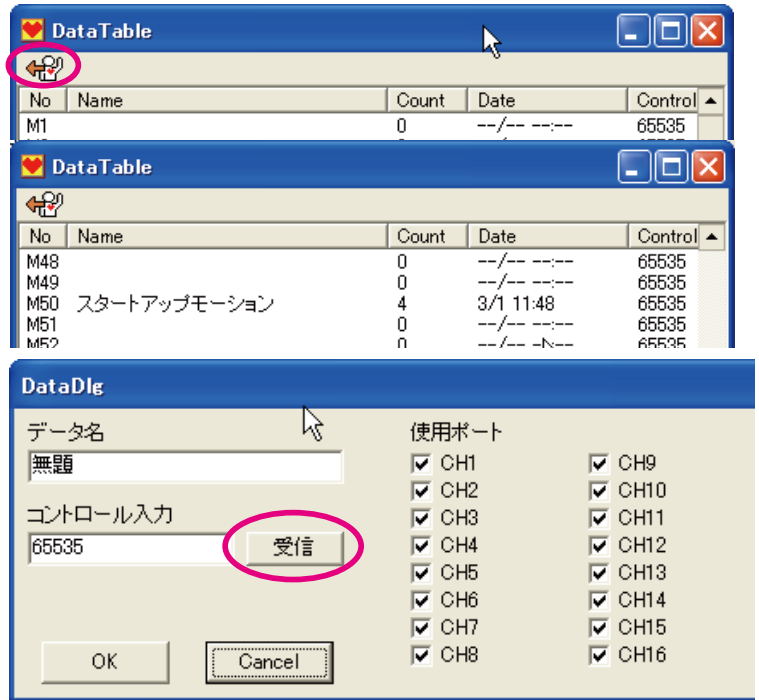 DataTable
No Name Count Date Control
M1 0 --/-- --:-- 65535
DataTable
No Name Count Date Control
M48 0 --/-- --:-- 65535
M49 0 --/-- --:-- 65535
M50 スタートアップモーション 4 3/1 11:48 65535
M51 0 --/-- --:-- 65535
M52 0 --/-- 65535
DataDlg
データ名
無題
コントロール入力
65535 受信
OK Cancel
使用ポート
CH1 CH9
CH2 CH10
CH3 CH11
CH4 CH12
CH5 CH13
CH6 CH14
CH7 CH15
CH8 CH16